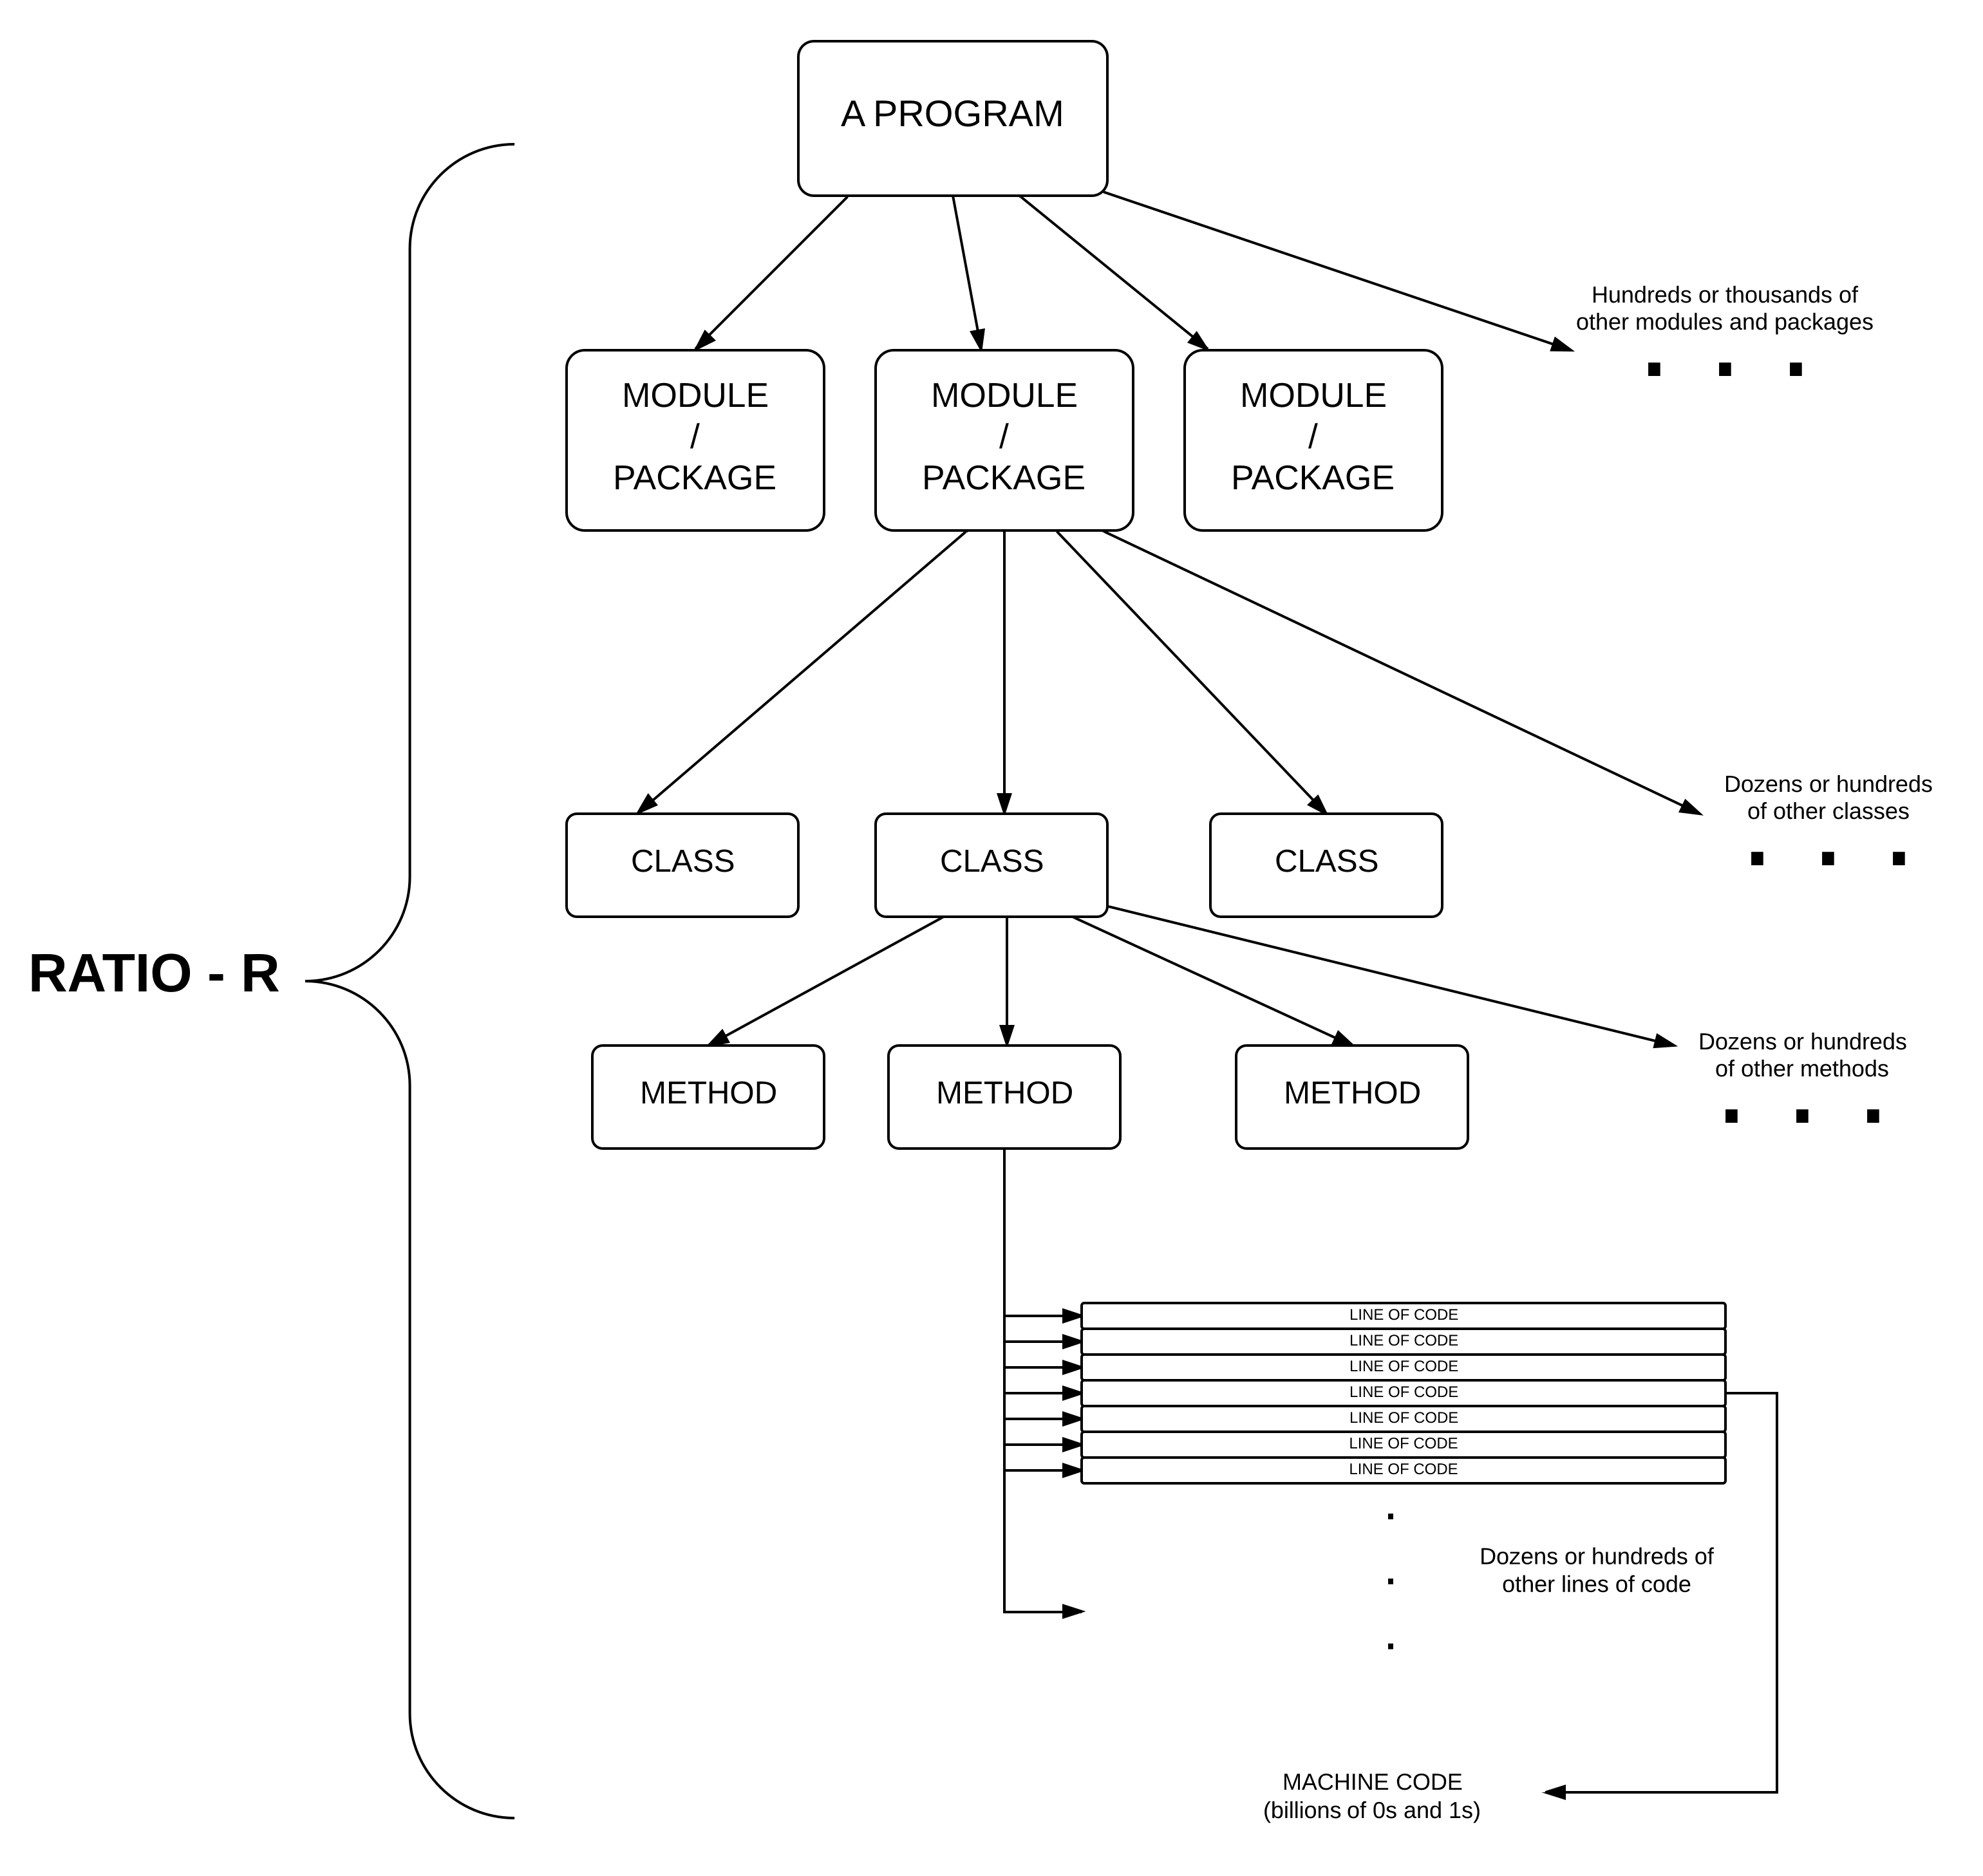 A PROGRAM
Hundreds or thousands of
other modules and packages
MODULE
/
PACKAGE
MODULE
/
PACKAGE
MODULE
/
PACKAGE
Dozens or hundreds
of other classes
CLASS
CLASS
CLASS
RATIO - R
Dozens or hundreds
of other methods
METHOD
METHOD
METHOD
LINE OF CODE
LINE OF CODE
LINE OF CODE
LINE OF CODE
LINE OF CODE
LINE OF CODE
LINE OF CODE
Dozens or hundreds of
other lines of code
MACHINE CODE
(billions of 0s and 1s)